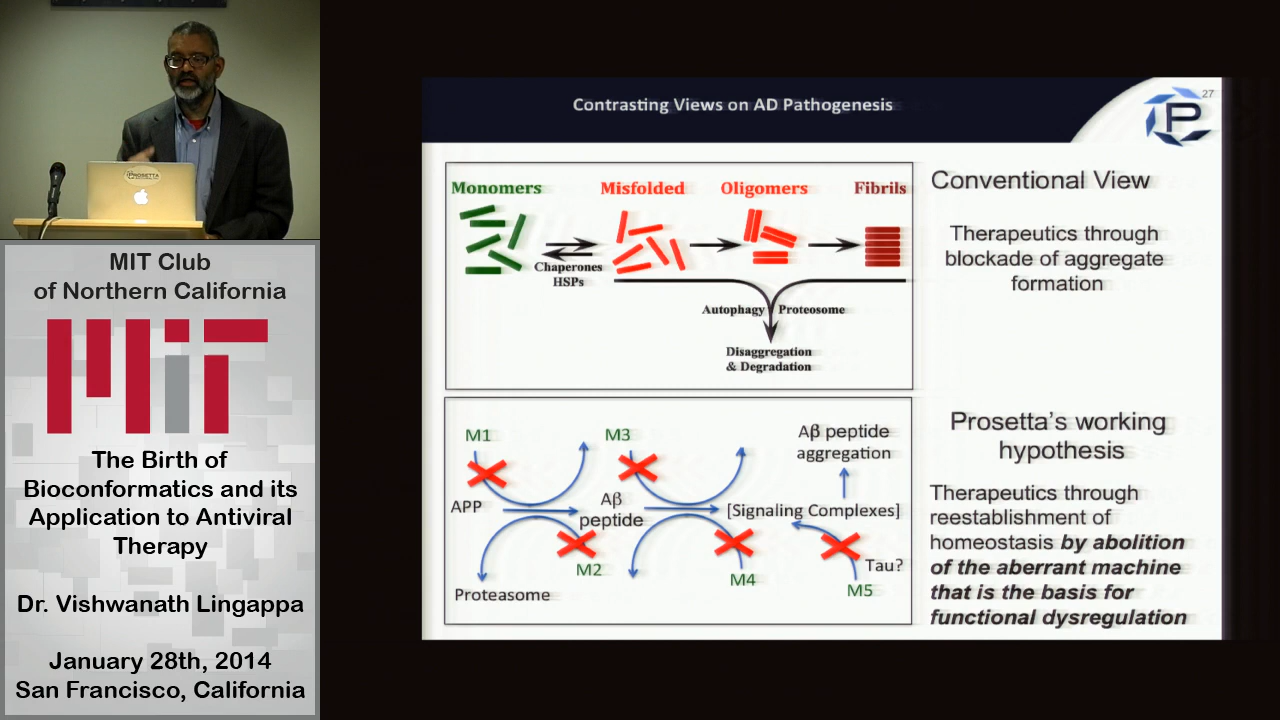 PROSETTA
MIT Club
of Northern California
MIT
The Birth of
Bioconformatics and its
Application to Antiviral
Therapy
Dr. Vishwanath Lingappa
January 28th, 2014
San Francisco, California
Contrasting Views on AD Pathogenesis
27
P
Monomers
Misfolded
Oligomers
Fibrils
Chaperones
HSPs
Autophagy
Proteosome
Disaggregation
& Degradation
Conventional View
Therapeutics through
blockade of aggregate
formation
M1
M3
Aβ peptide
aggregation
APP
Aβ
peptide
[Signaling Complexes]
M2
M4
Tau?
M5
Proteasome
Prosetta's working
hypothesis
Therapeutics through
reestablishment of
homeostasis by abolition
of the aberrant machine
that is the basis for
functional dysregulation